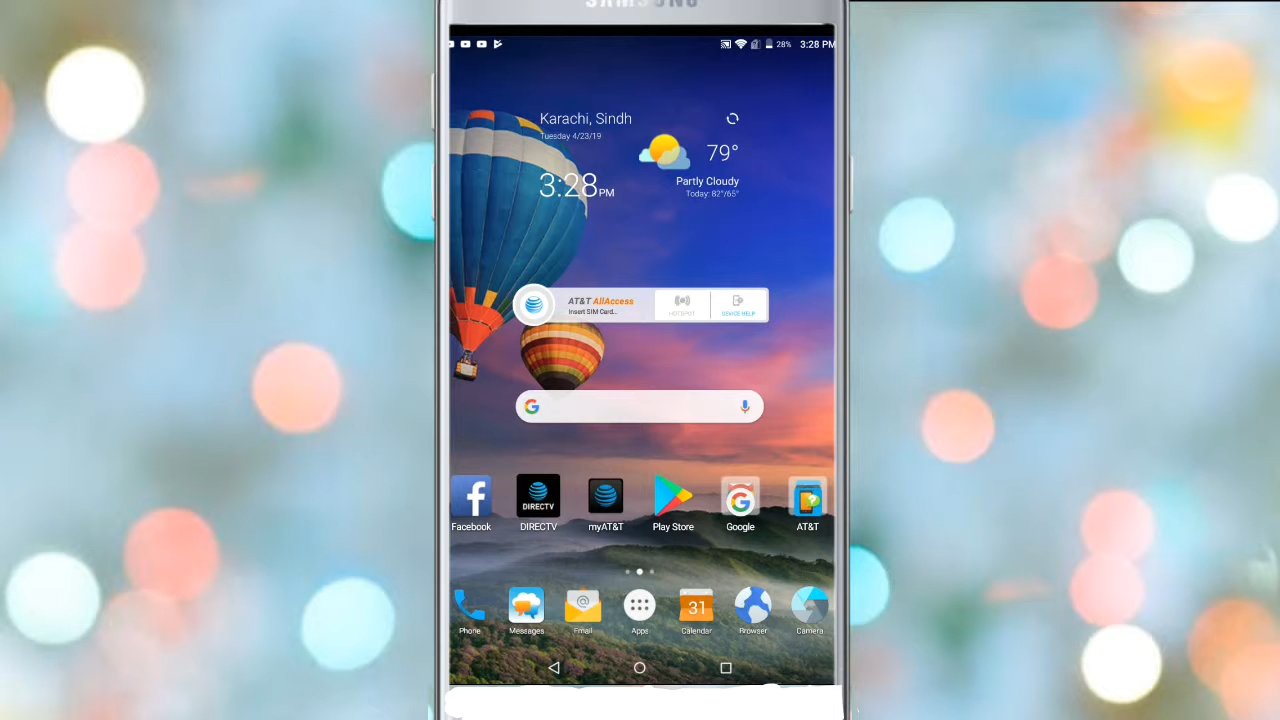 SAMSUNG
28% 3:28 PM
Karachi, Sindh
Tuesday 4/23/19
3:28PM
79°
Partly Cloudy
Today: 82°/65°
AT&T AllAccess
Insert SIM Card...
HOTSPOT
DEVICE HELP
DIRECTV
Facebook DIRECTV myAT&T Play Store Google AT&T
31
Phone Messages Email Apps Calendar Browser Camera